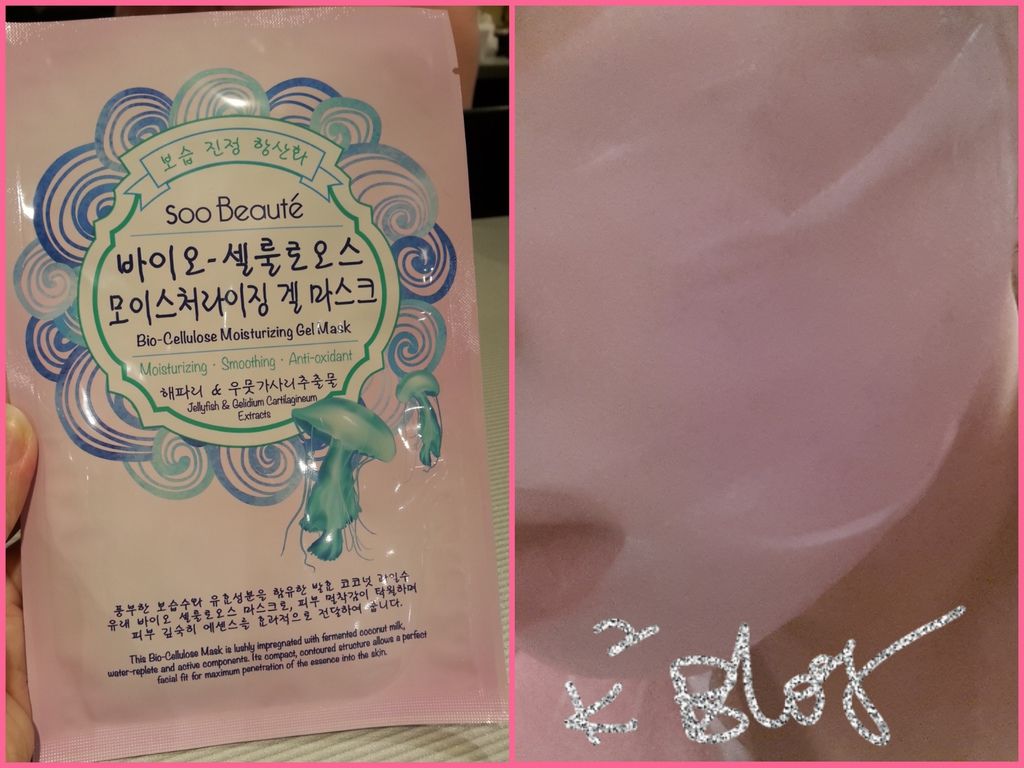 보습 진정 항산화
soo Beauté
바이오-셀룰로오스
모이스처라이징 겔 마스크
Bio-Cellulose Moisturizing Gel Mask
Moisturizing · Smoothing · Anti-oxidant
해파리 & 우뭇가사리추출물
Jellyfish & Gelidium Cartilagineum
Extracts
풍부한 보습수와 유효성분을 함유한 발효 코코넛 과일수
유래 바이오 셀룰로오스 마스크로, 피부 밀착감이 탁월하며
피부 깊숙히 에센스를 효과적으로 전달하여 줍니다.
This Bio-Cellulose Mask is lushly impregnated with fermented coconut milk,
water-replete and active components. Its compact, contoured structure allows a perfect
facial fit for maximum penetration of the essence into the skin.
Blog